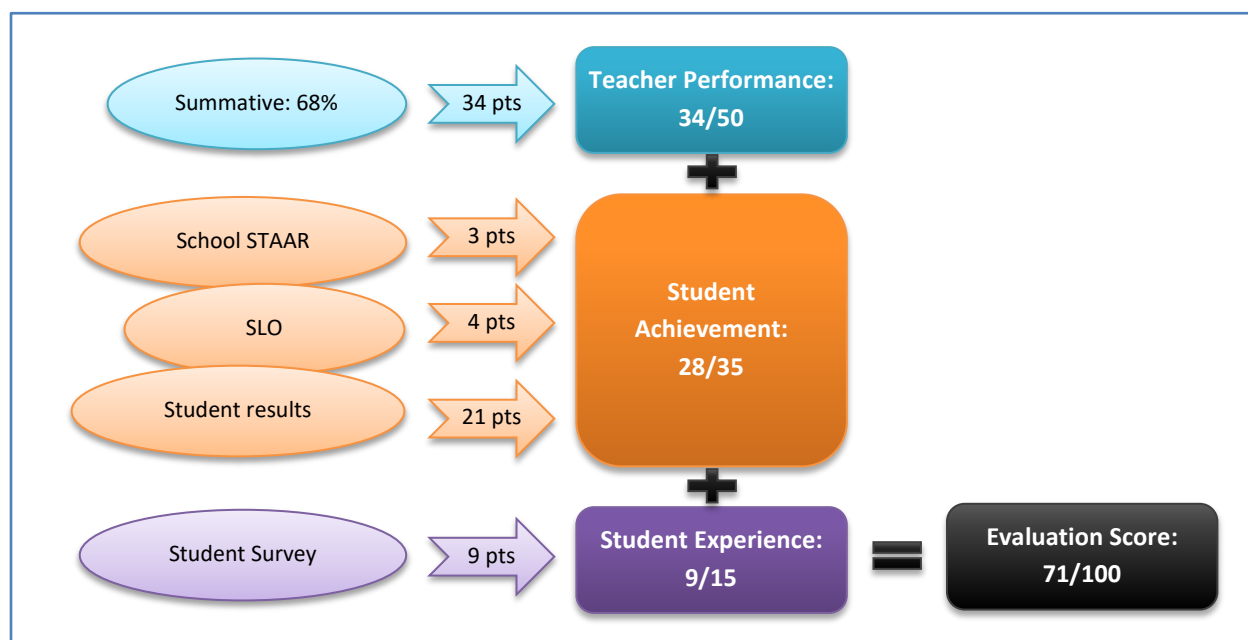 Summative: 68%
34 pts
Teacher Performance:
34/50
School STAAR
3 pts
SLO
4 pts
Student results
21 pts
Student
Achievement:
28/35
Student Survey
9 pts
Student Experience:
9/15
Evaluation Score:
71/100